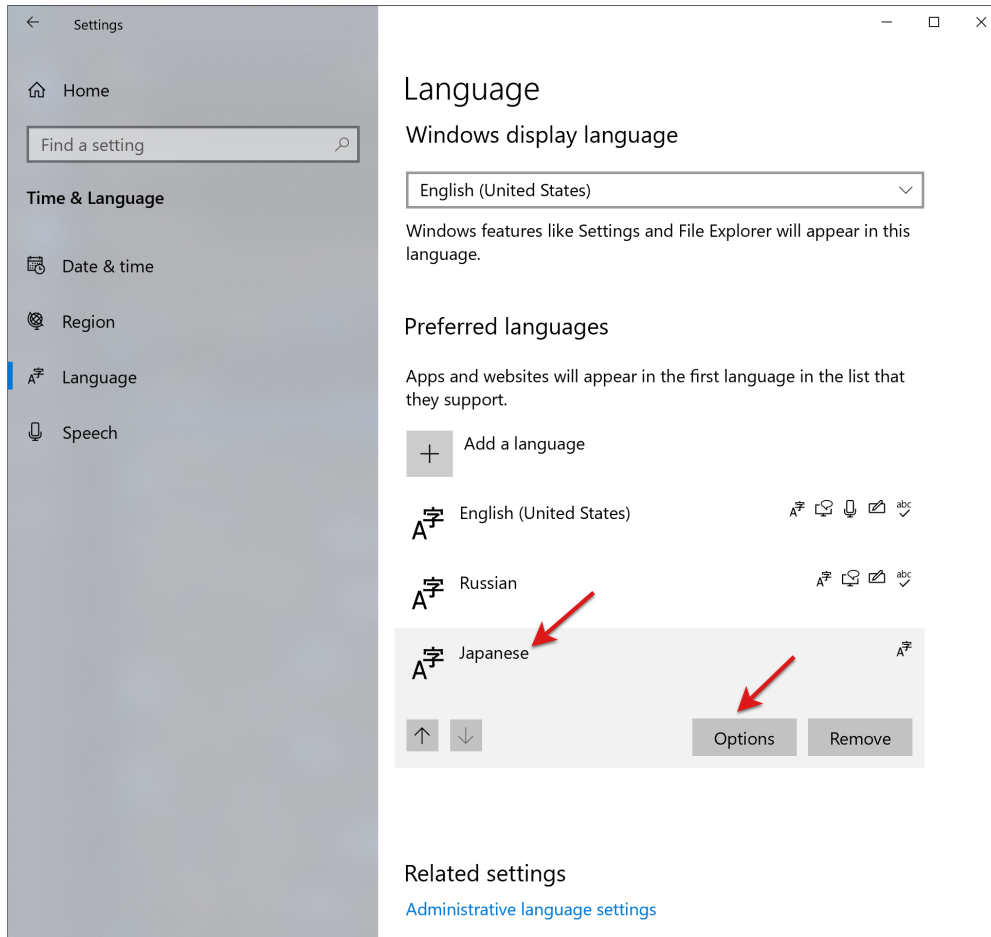 Settings
Home
Find a setting
Time & Language
Date & time
Region
Language
Speech
Language
Windows display language
English (United States)
Windows features like Settings and File Explorer will appear in this
language.
Preferred languages
Apps and websites will appear in the first language in the list that
they support.
Add a language
English (United States)
Russian
Japanese
Options
Remove
Related settings
Administrative language settings